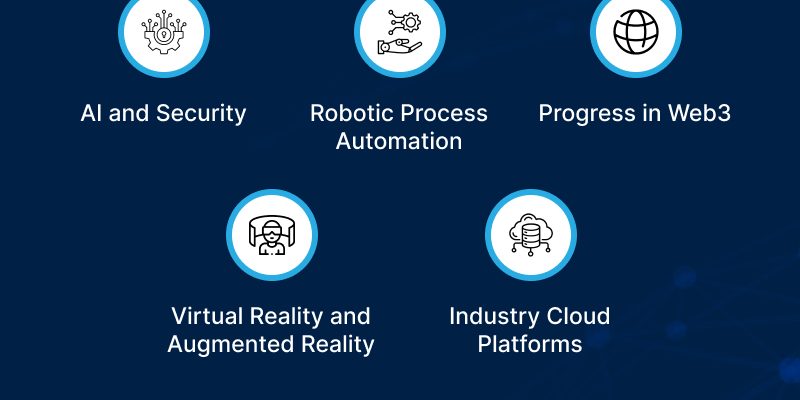 AI and Security
Robotic Process
Automation
Progress in Web3
Virtual Reality and
Augmented Reality
Industry Cloud
Platforms